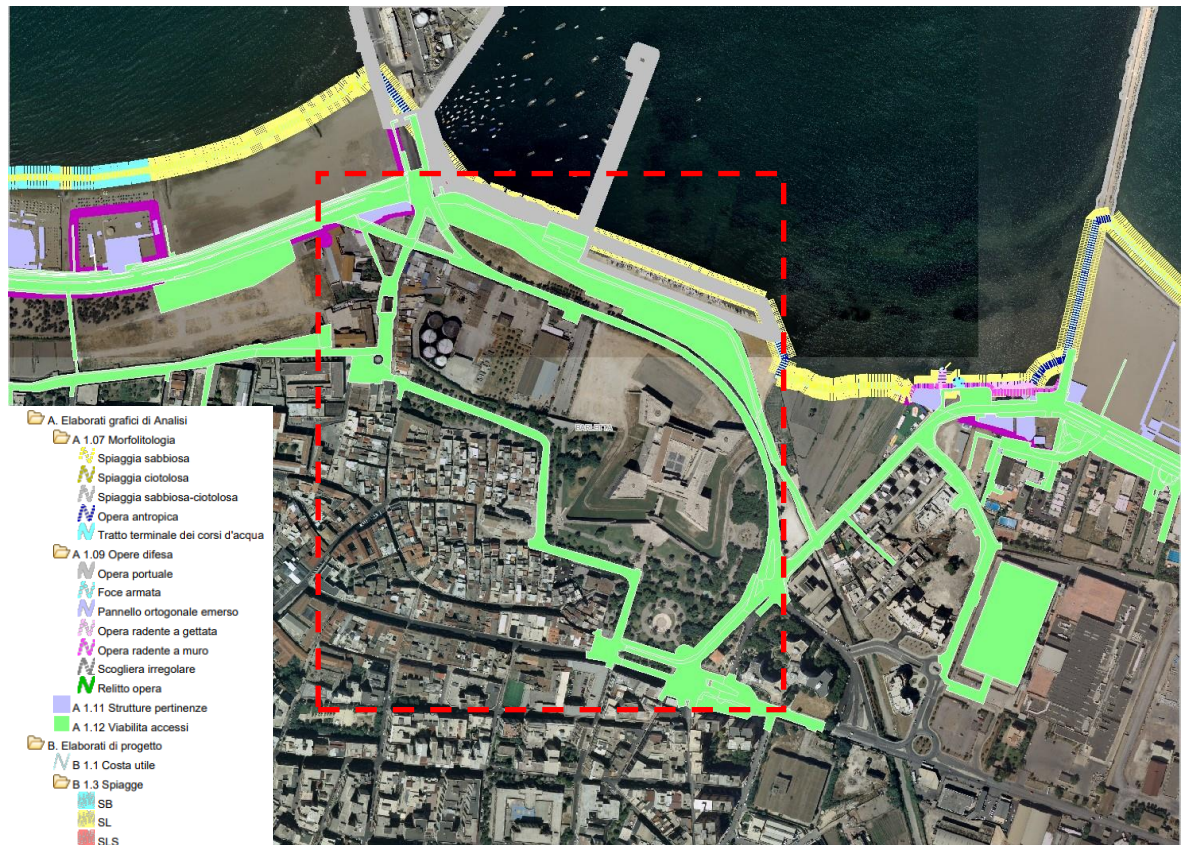 BARLETTA
A. Elaborati grafici di Analisi
A 1.07 Morfolitologia
Spiaggia sabbiosa
Spiaggia ciotolosa
Spiaggia sabbiosa-ciotolosa
Opera antropica
Tratto terminale dei corsi d'acqua
A 1.09 Opere difesa
Opera portuale
Foce armata
Pannello ortogonale emerso
Opera radente a gettata
Opera radente a muro
Scogliera irregolare
Relitto opera
A 1.11 Strutture pertinenze
A 1.12 Viabilita accessi
B. Elaborati di progetto
B 1.1 Costa utile
B 1.3 Spiagge
SB
SL
SLS